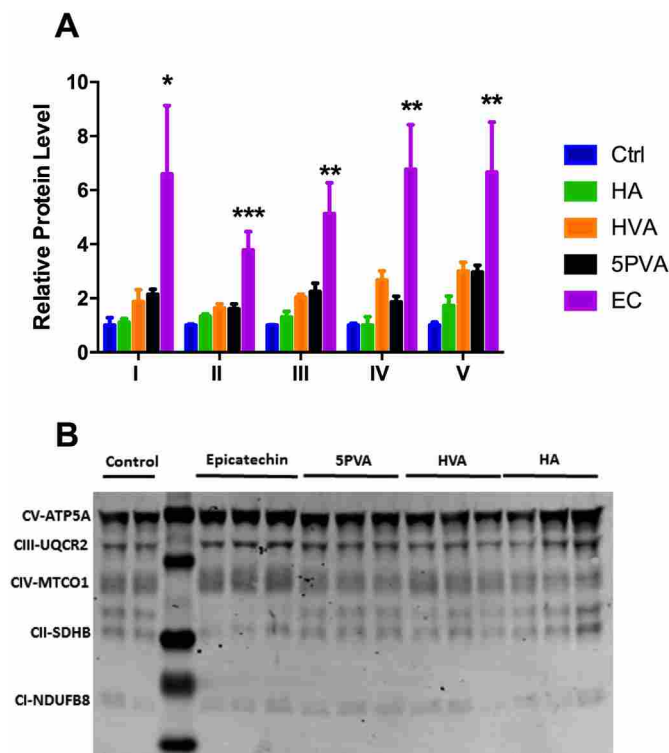 A
10
8
6
4
2
0
Relative Protein Level
*
***
**
**
**
I
II
III
IV
V
Ctrl
HA
HVA
5PVA
EC
B
Control
Epicatechin
5PVA
HVA
HA
CV-ATP5A
CIII-UQCR2
CIV-MTCO1
CII-SDHB
CI-NDUFB8